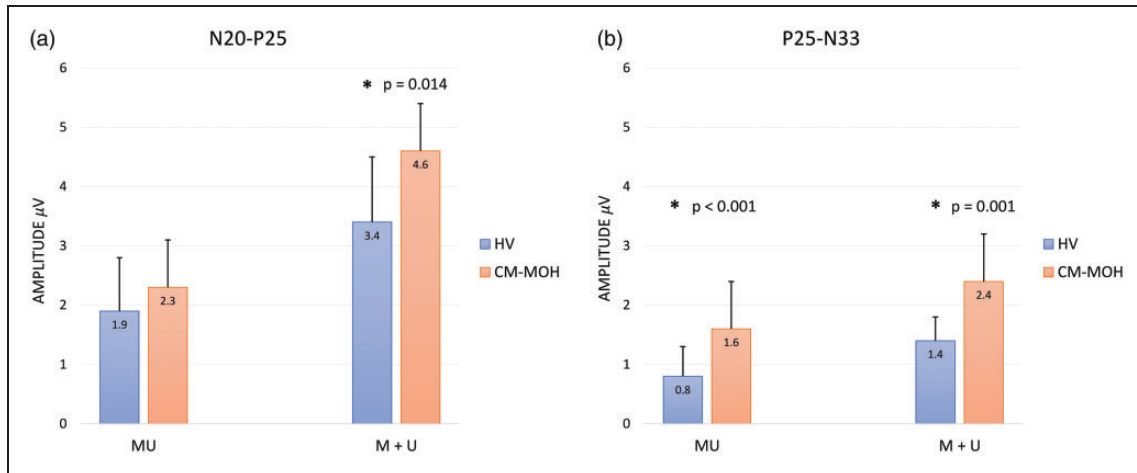 (a) N20-P25
6
5
4
3
2
1
0
AMPLITUDE µV
* p = 0.014
1.9
2.3
3.4
4.6
MU
M + U
HV
CM-MOH
(b) P25-N33
6
5
4
3
2
1
0
AMPLITUDE µV
* p < 0.001
* p = 0.001
0.8
1.6
1.4
2.4
MU
M + U
HV
CM-MOH